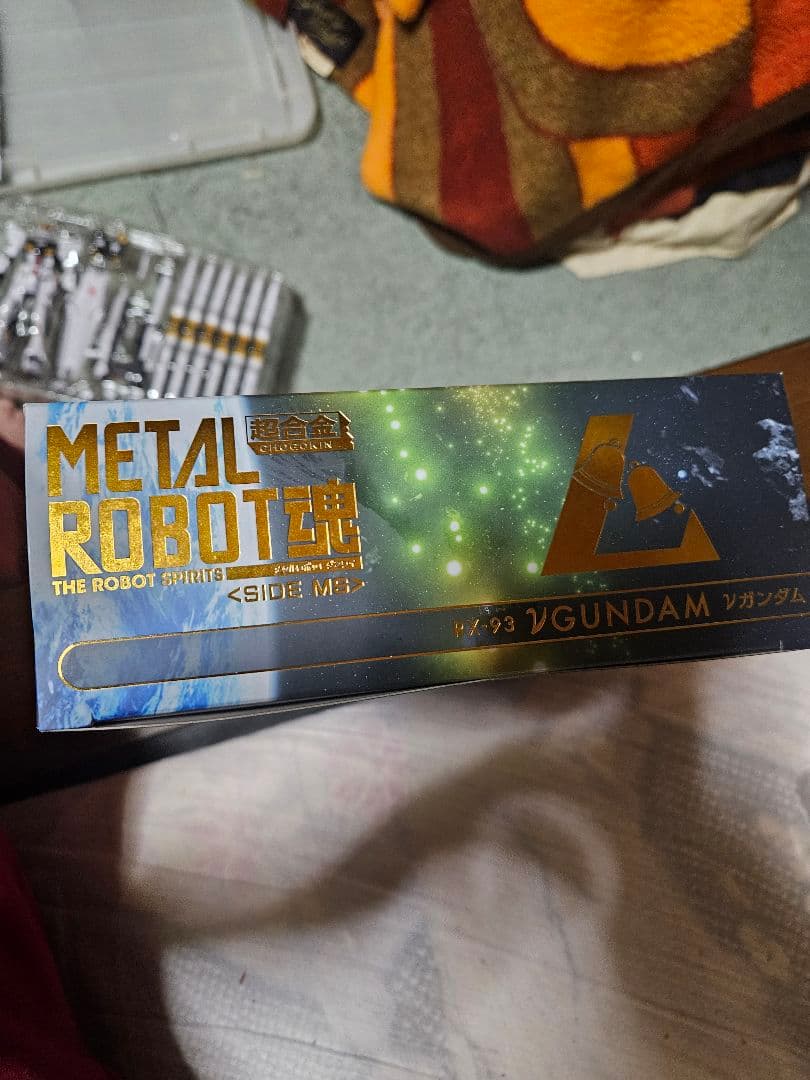 METAL
超合金
CHOGOKIN
ROBOT魂
THE ROBOT SPIRITS
<SIDE MS>
RX-93 νGUNDAM νガンダム